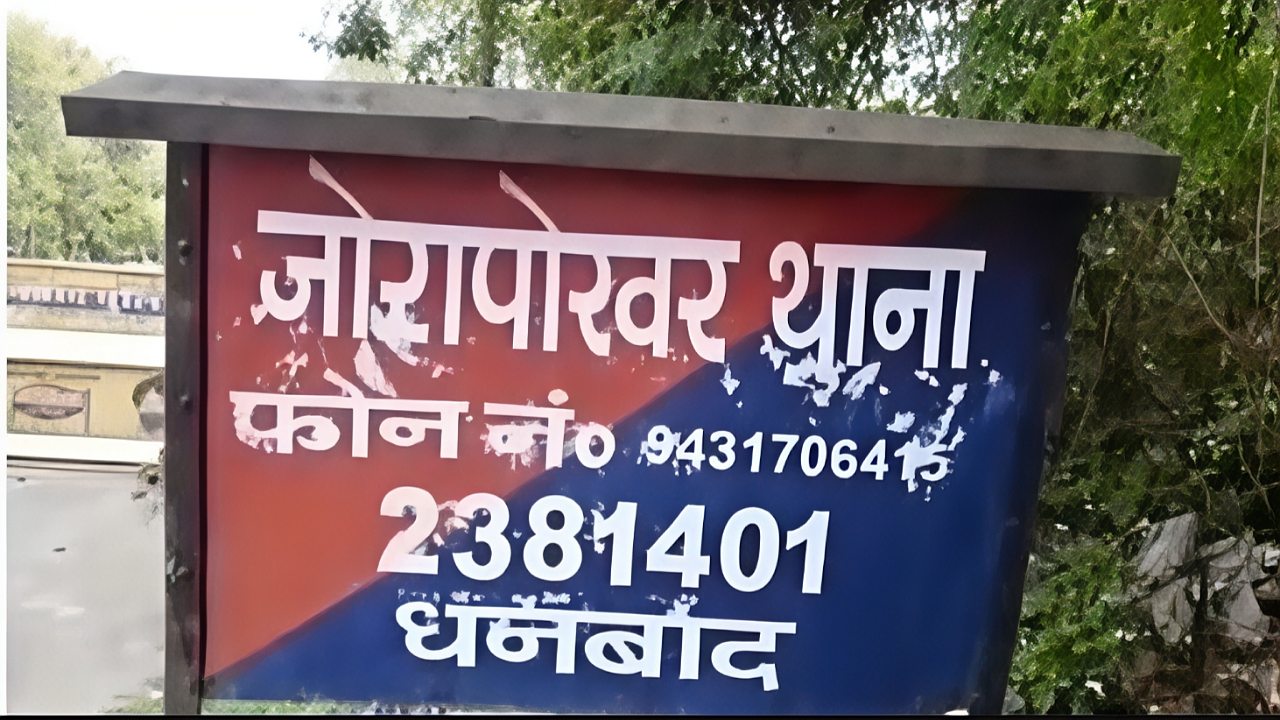 जोरापोखर थाना
फोन नं० 9431706415
2381401
धनबाद